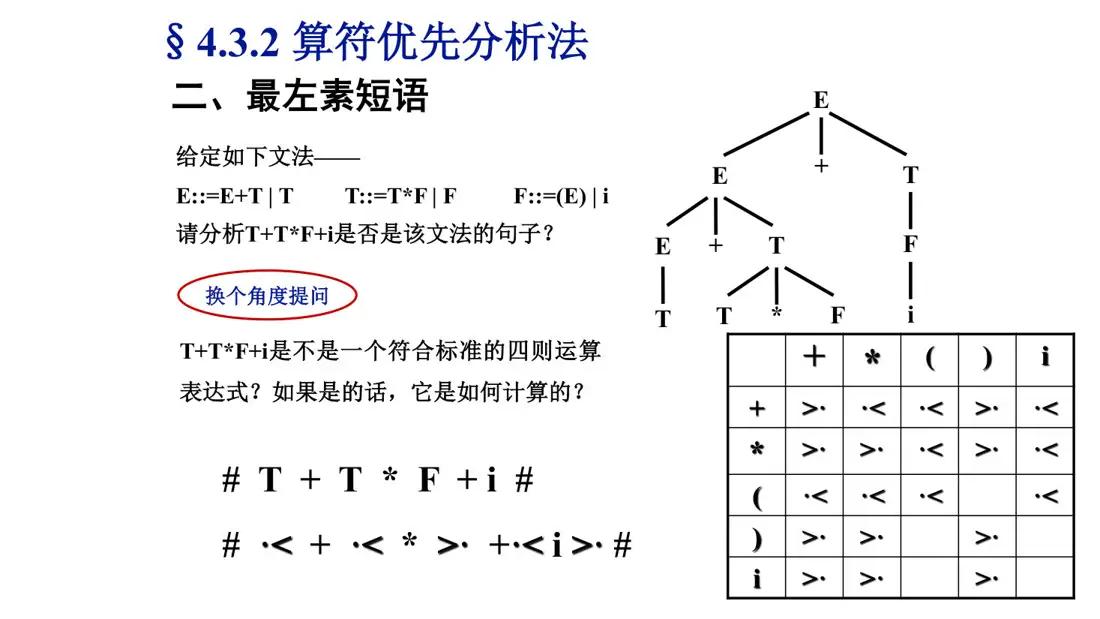 § 4.3.2 算符优先分析法
二、最左素短语
给定如下文法——
E::=E+T | T T::=T*F | F F::=(E) | i
请分析T+T*F+i是否是该文法的句子？
换个角度提问
T+T*F+i是不是一个符合标准的四则运算
表达式？如果是的话，它是如何计算的？
# T + T * F + i #
# ·< + ·< * >· +·< i >· #
E
E + T
E + T F
T T * F i
+ * ( ) i
+ >· ·< ·< >· ·<
* >· >· ·< >· ·<
( ·< ·< ·< ·<
) >· >· >·
i >· >· >·